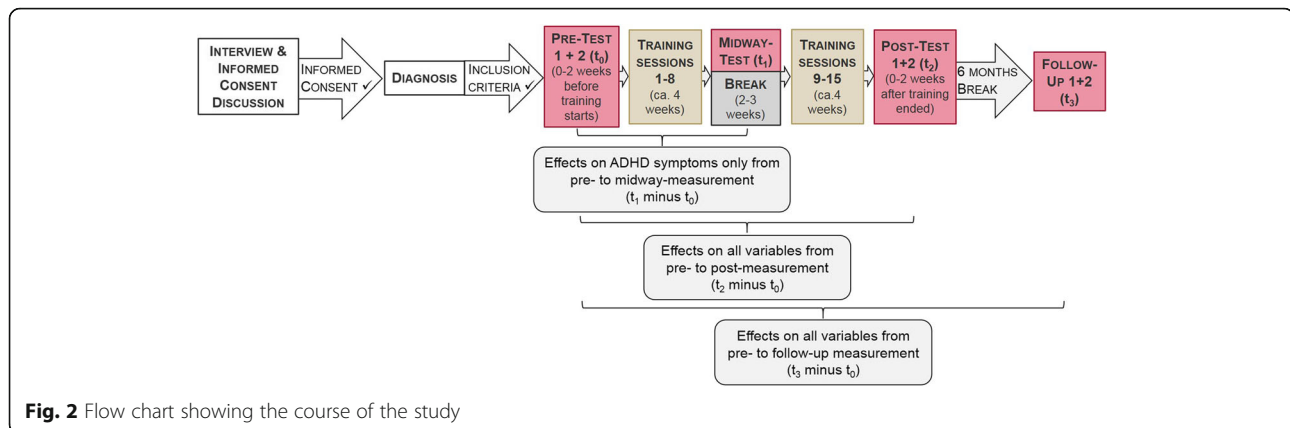 INTERVIEW &
INFORMED
CONSENT
DISCUSSION
INFORMED
CONSENT ✓
DIAGNOSIS
INCLUSION
CRITERIA ✓
PRE-TEST
1 + 2 (t₀)
(0-2 weeks
before
training
starts)
TRAINING
SESSIONS
1-8
(ca. 4
weeks)
MIDWAY-
TEST (t₁)
BREAK
(2-3
weeks)
TRAINING
SESSIONS
9-15
(ca.4
weeks)
POST-TEST
1+2 (t₂)
(0-2 weeks
after training
ended)
6 MONTHS
BREAK
FOLLOW-
UP 1+2
(t₃)
Effects on ADHD symptoms only from
pre- to midway-measurement
(t₁ minus t₀)
Effects on all variables from
pre- to post-measurement
(t₂ minus t₀)
Effects on all variables from
pre- to follow-up measurement
(t₃ minus t₀)
Fig. 2 Flow chart showing the course of the study